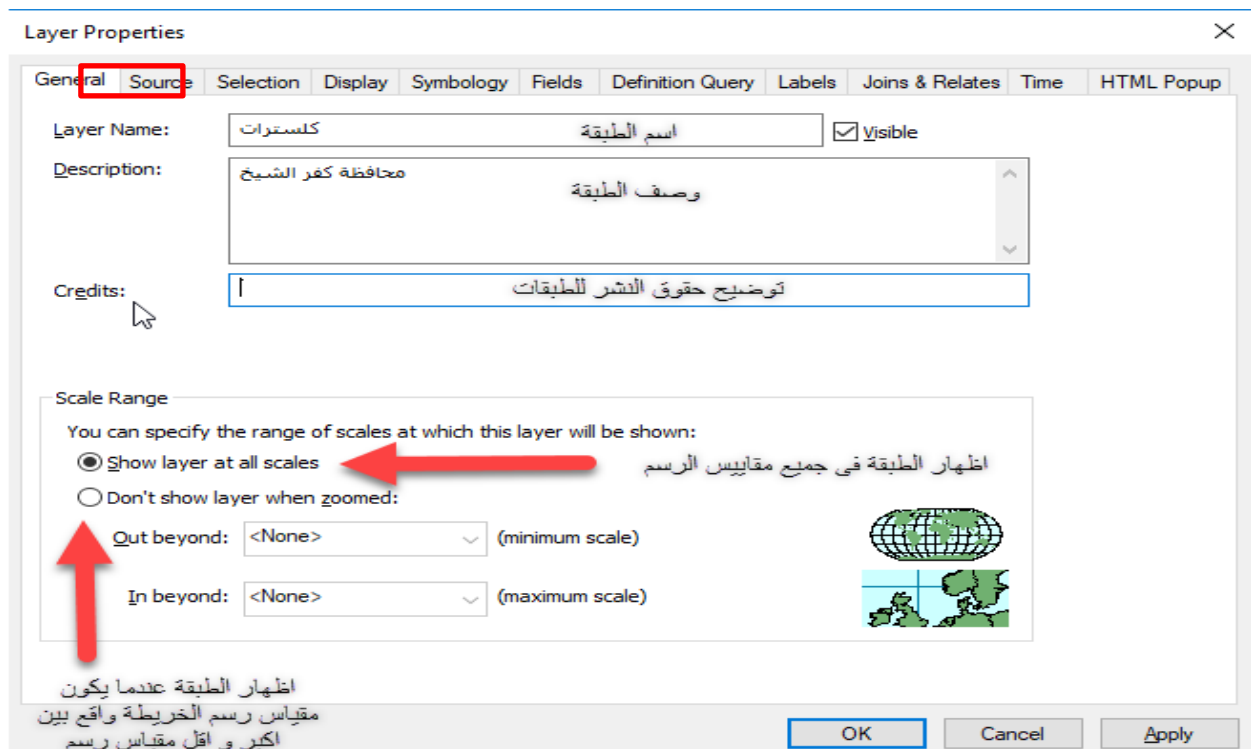 Layer Properties
General Source Selection Display Symbology Fields Definition Query Labels Joins & Relates Time HTML Popup
Layer Name: كلسترات اسم الطبقة Visible
Description: محافظة كفر الشيخ
وصف الطبقة
Credits: أ توضيح حقوق النشر للطبقات
Scale Range
You can specify the range of scales at which this layer will be shown:
Show layer at all scales اظهار الطبقة فى جميع مقاييس الرسم
Don't show layer when zoomed:
Out beyond: <None> (minimum scale)
In beyond: <None> (maximum scale)
اظهار الطبقة عندما يكون
مقياس رسم الخريطة واقع بين
اكبر و اقل مقياس رسم
OK Cancel Apply